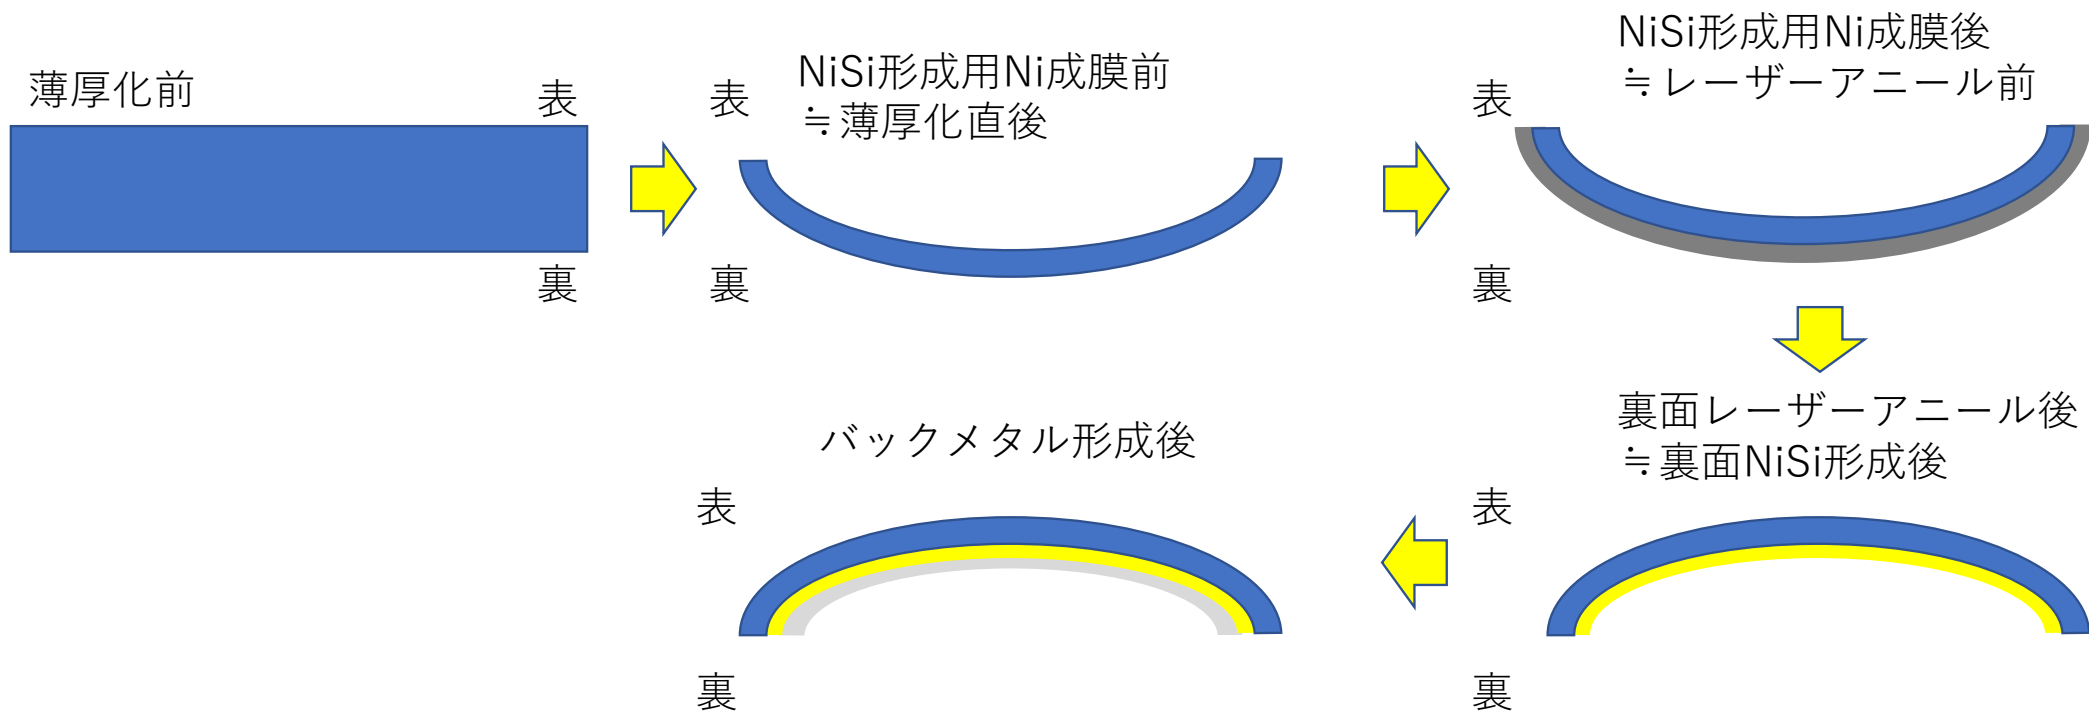 薄厚化前
表
裏
NiSi形成用Ni成膜前
≒薄厚化直後
表
裏
NiSi形成用Ni成膜後
≒レーザーアニール前
表
裏
裏面レーザーアニール後
≒裏面NiSi形成後
表
裏
バックメタル形成後
表
裏